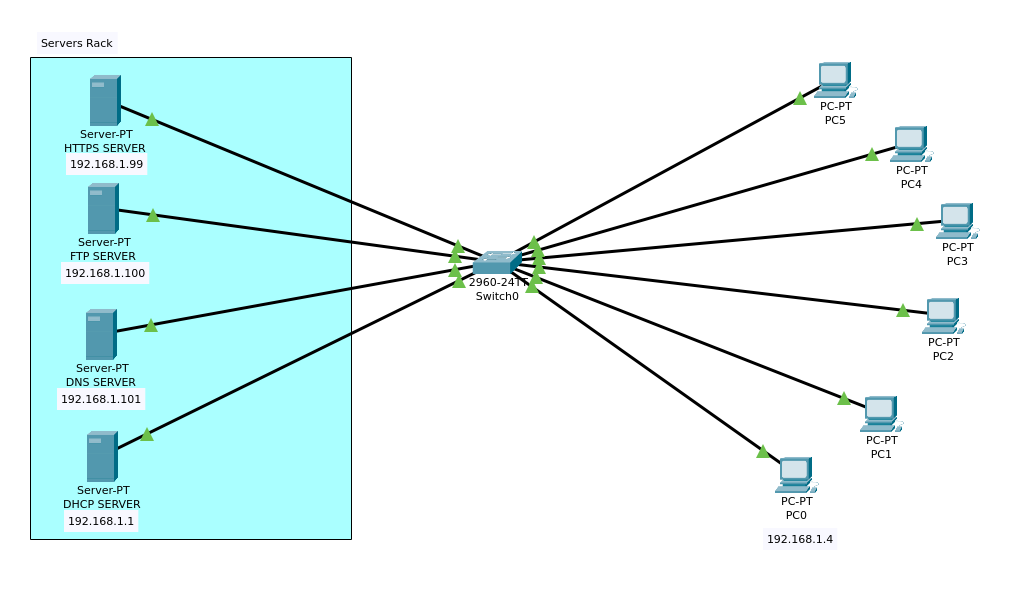 Servers Rack
Server-PT
HTTPS SERVER
192.168.1.99
Server-PT
FTP SERVER
192.168.1.100
Server-PT
DNS SERVER
192.168.1.101
Server-PT
DHCP SERVER
192.168.1.1
2960-24TT
Switch0
PC-PT
PC5
PC-PT
PC4
PC-PT
PC3
PC-PT
PC2
PC-PT
PC1
PC-PT
PC0
192.168.1.4